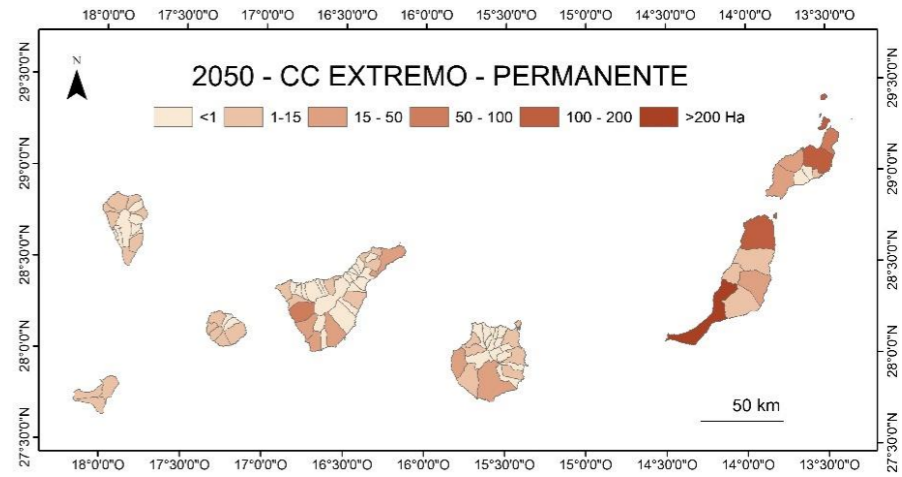 18°0'0"O 17°30'0"O 17°0'0"O 16°30'0"O 16°0'0"O 15°30'0"O 15°0'0"O 14°30'0"O 14°0'0"O 13°30'0"O
N
2050 - CC EXTREMO - PERMANENTE
<1 1-15 15 - 50 50 - 100 100 - 200 >200 Ha
29°30'0"N 29°30'0"N
29°0'0"N 29°0'0"N
28°30'0"N 28°30'0"N
28°0'0"N 28°0'0"N
27°30'0"N 27°30'0"N
50 km
18°0'0"O 17°30'0"O 17°0'0"O 16°30'0"O 16°0'0"O 15°30'0"O 15°0'0"O 14°30'0"O 14°0'0"O 13°30'0"O